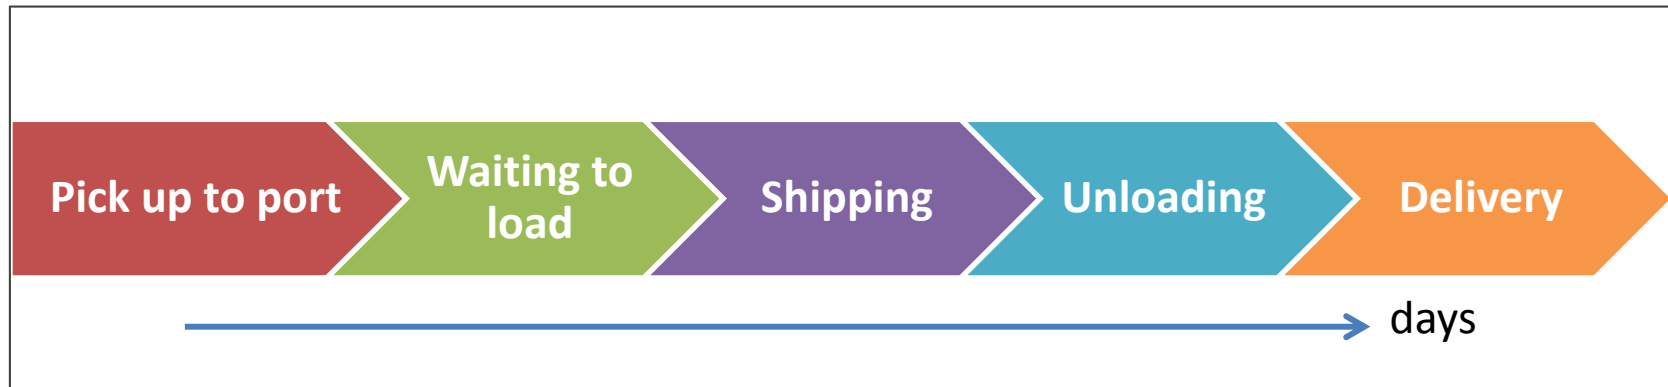 Pick up to port
Waiting to
load
Shipping
Unloading
Delivery
days